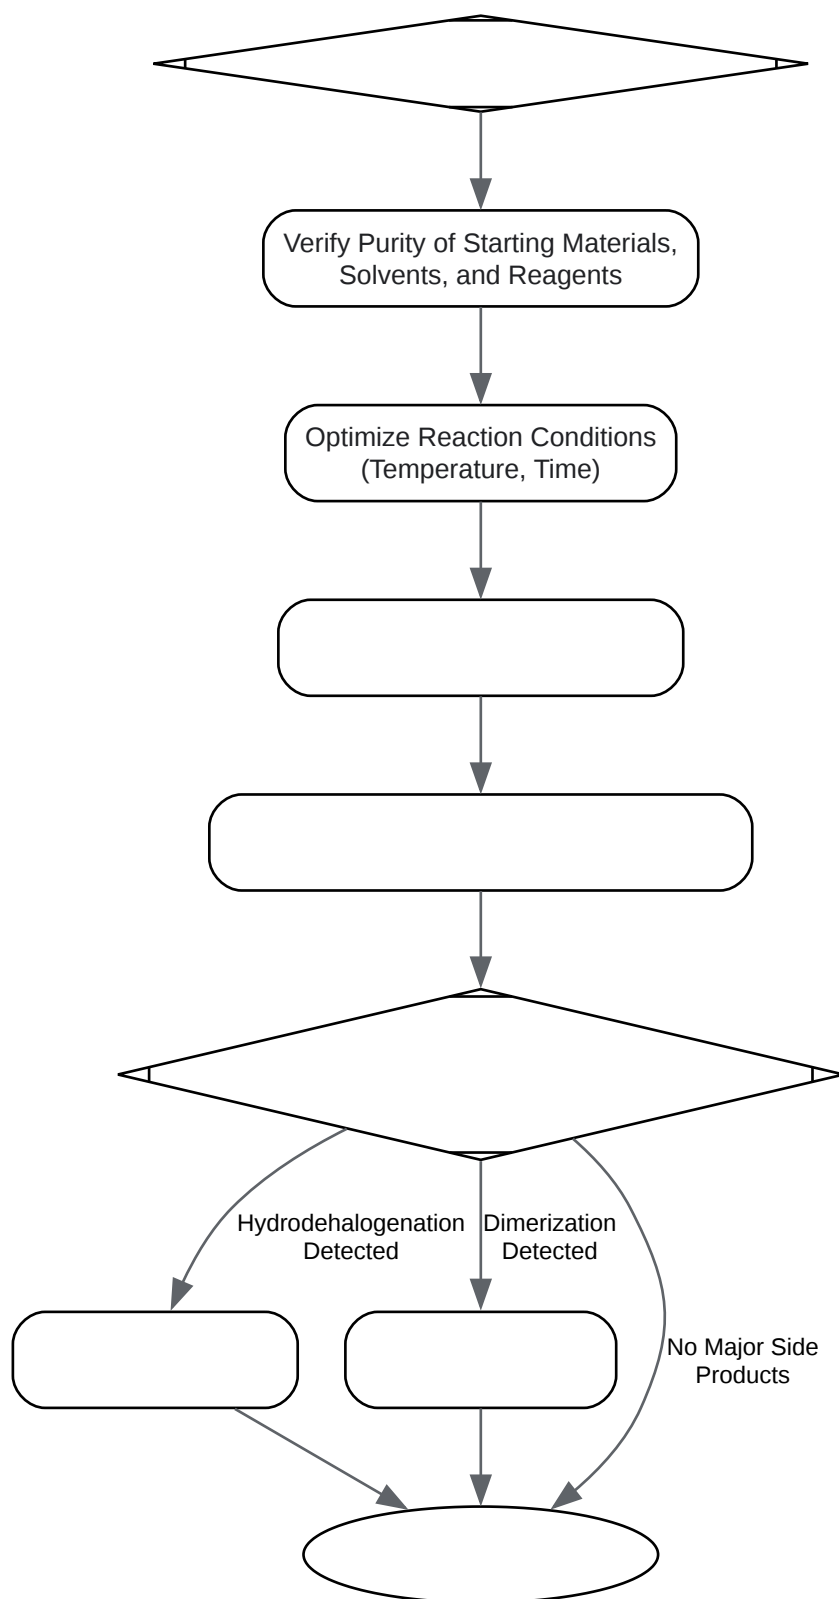 Verify Purity of Starting Materials,
Solvents, and Reagents
Optimize Reaction Conditions
(Temperature, Time)
Hydrodehalogenation
Detected
Dimerization
Detected
No Major Side
Products